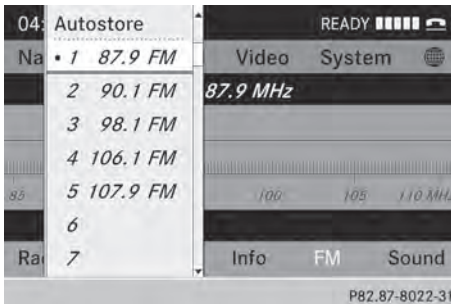 04: Autostore READY
Na • 1 87.9 FM Video System
2 90.1 FM 87.9 MHz
3 98.1 FM
4 106.1 FM
85 5 107.9 FM 100 105 110 MHz
6
Ra 7 Info FM Sound
P82.87-8022-31